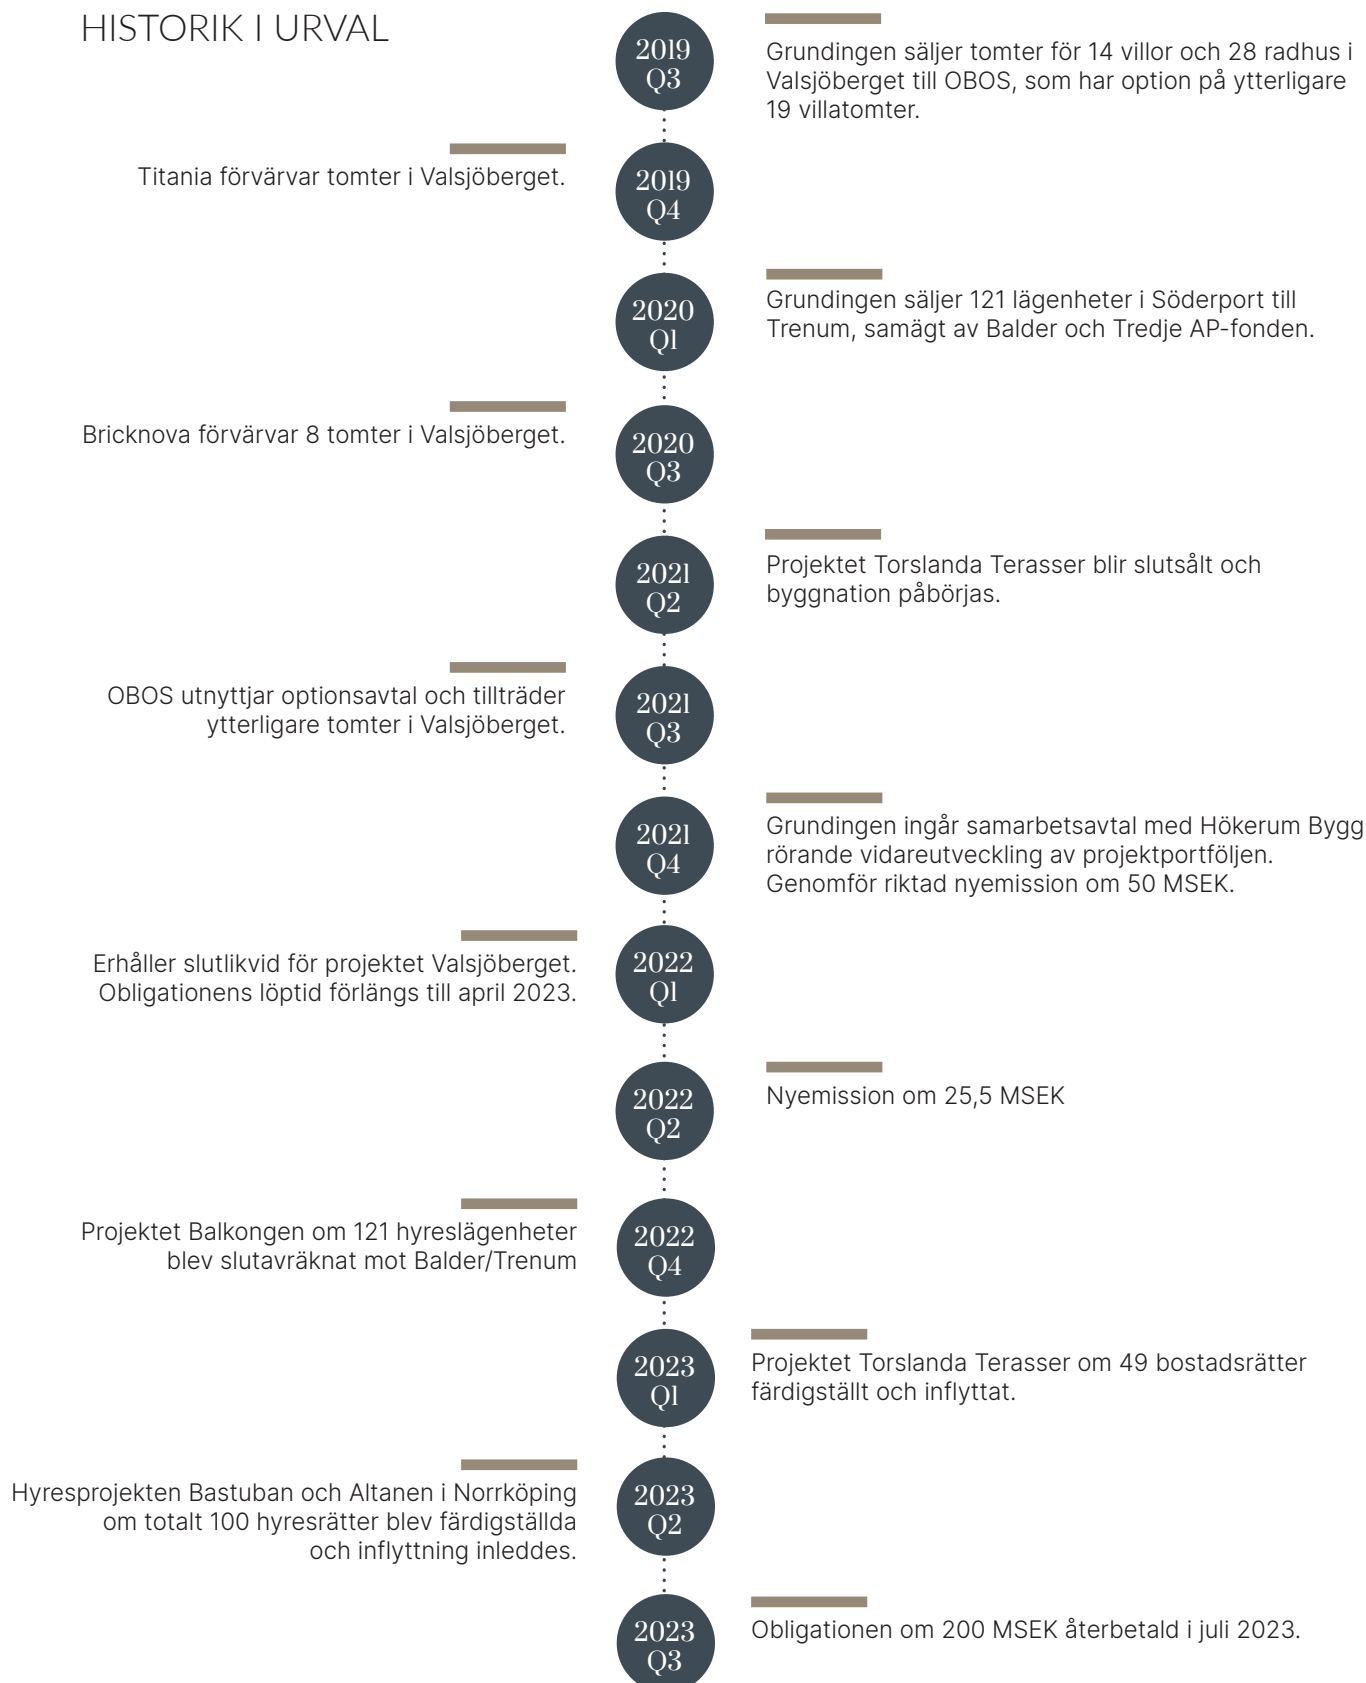 HISTORIK I URVAL
2019
Q3
Grundingen säljer tomter för 14 villor och 28 radhus i
Valsjöberget till OBOS, som har option på ytterligare
19 villatomter.
Titania förvärvar tomter i Valsjöberget.
2019
Q4
2020
Q1
Grundingen säljer 121 lägenheter i Söderport till
Trenum, samägt av Balder och Tredje AP-fonden.
Bricknova förvärvar 8 tomter i Valsjöberget.
2020
Q3
2021
Q2
Projektet Torslanda Terasser blir slutsålt och
byggnation påbörjas.
OBOS utnyttjar optionsavtal och tillträder
ytterligare tomter i Valsjöberget.
2021
Q3
2021
Q4
Grundingen ingår samarbetsavtal med Hökerum Bygg
rörande vidareutveckling av projektportföljen.
Genomför riktad nyemission om 50 MSEK.
Erhåller slutlikvid för projektet Valsjöberget.
Obligationens löptid förlängs till april 2023.
2022
Q1
2022
Q2
Nyemission om 25,5 MSEK
Projektet Balkongen om 121 hyreslägenheter
blev slutavräknat mot Balder/Trenum
2022
Q4
2023
Q1
Projektet Torslanda Terasser om 49 bostadsrätter
färdigställt och inflyttat.
Hyresprojekten Bastuban och Altanen i Norrköping
om totalt 100 hyresrätter blev färdigställda
och inflyttning inleddes.
2023
Q2
2023
Q3
Obligationen om 200 MSEK återbetald i juli 2023.